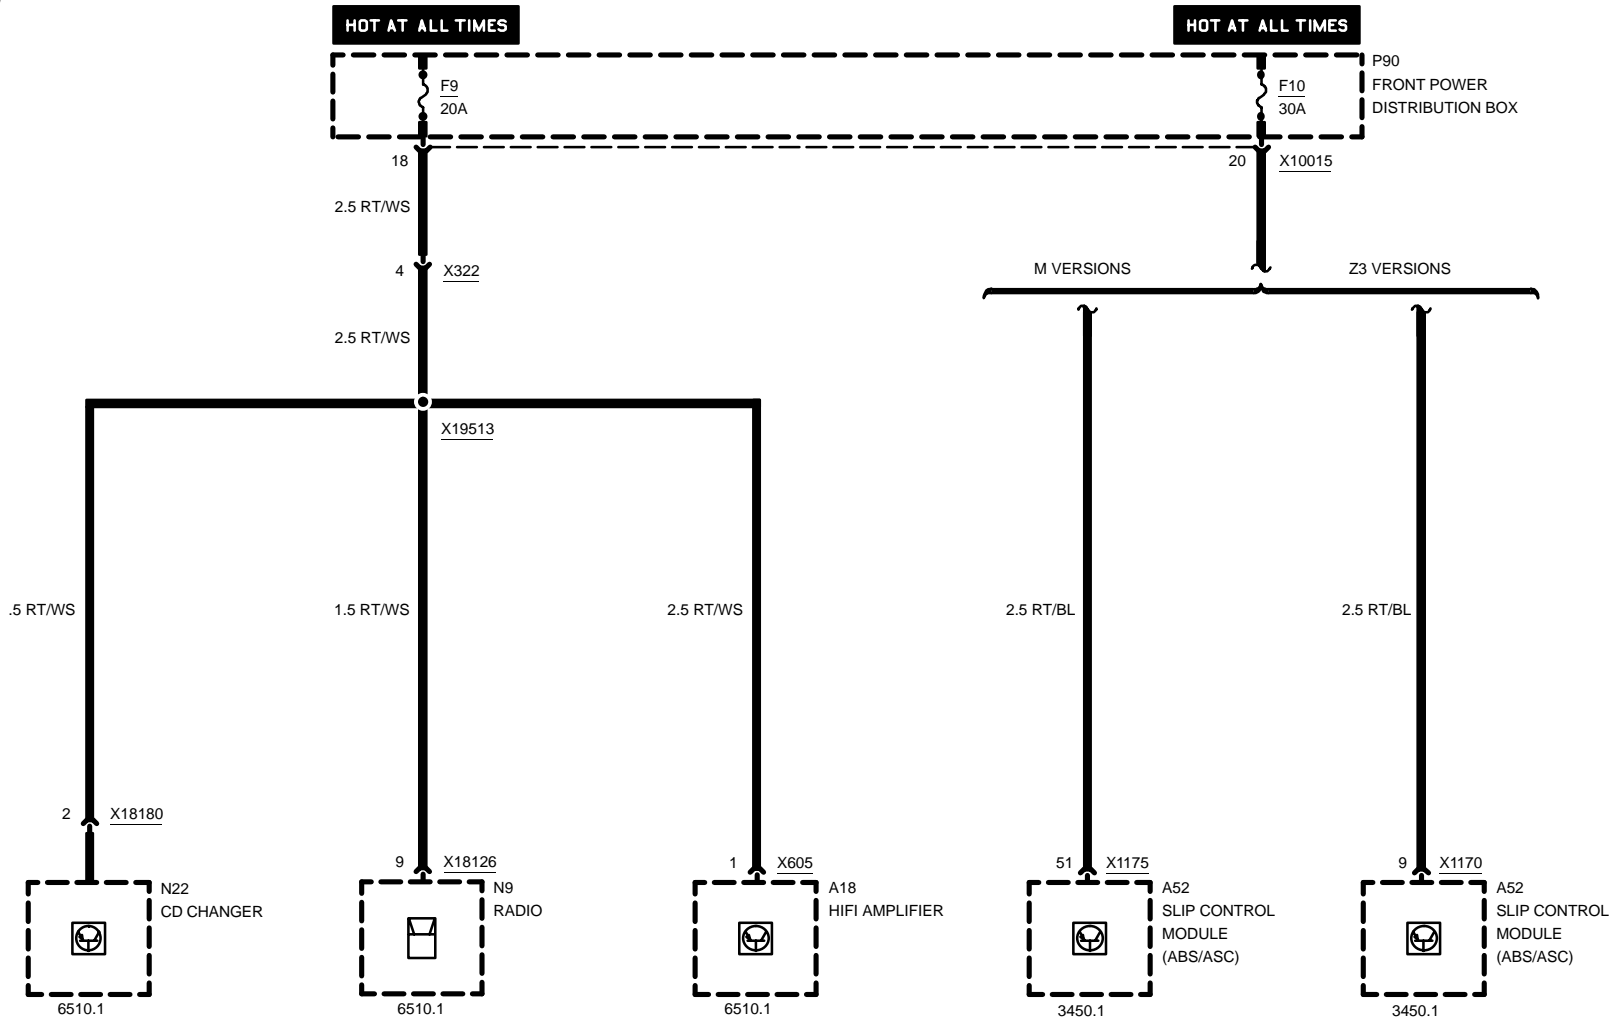 HOT AT ALL TIMES
HOT AT ALL TIMES
F9
20A
F10
30A
P90
FRONT POWER
DISTRIBUTION BOX
18
20
X10015
2.5 RT/WS
4
X322
M VERSIONS
Z3 VERSIONS
2.5 RT/WS
X19513
.5 RT/WS
1.5 RT/WS
2.5 RT/WS
2.5 RT/BL
2.5 RT/BL
2
X18180
9
X18126
1
X605
51
X1175
9
X1170
N22
CD CHANGER
N9
RADIO
A18
HIFI AMPLIFIER
A52
SLIP CONTROL
MODULE
(ABS/ASC)
A52
SLIP CONTROL
MODULE
(ABS/ASC)
6510.1
6510.1
6510.1
3450.1
3450.1